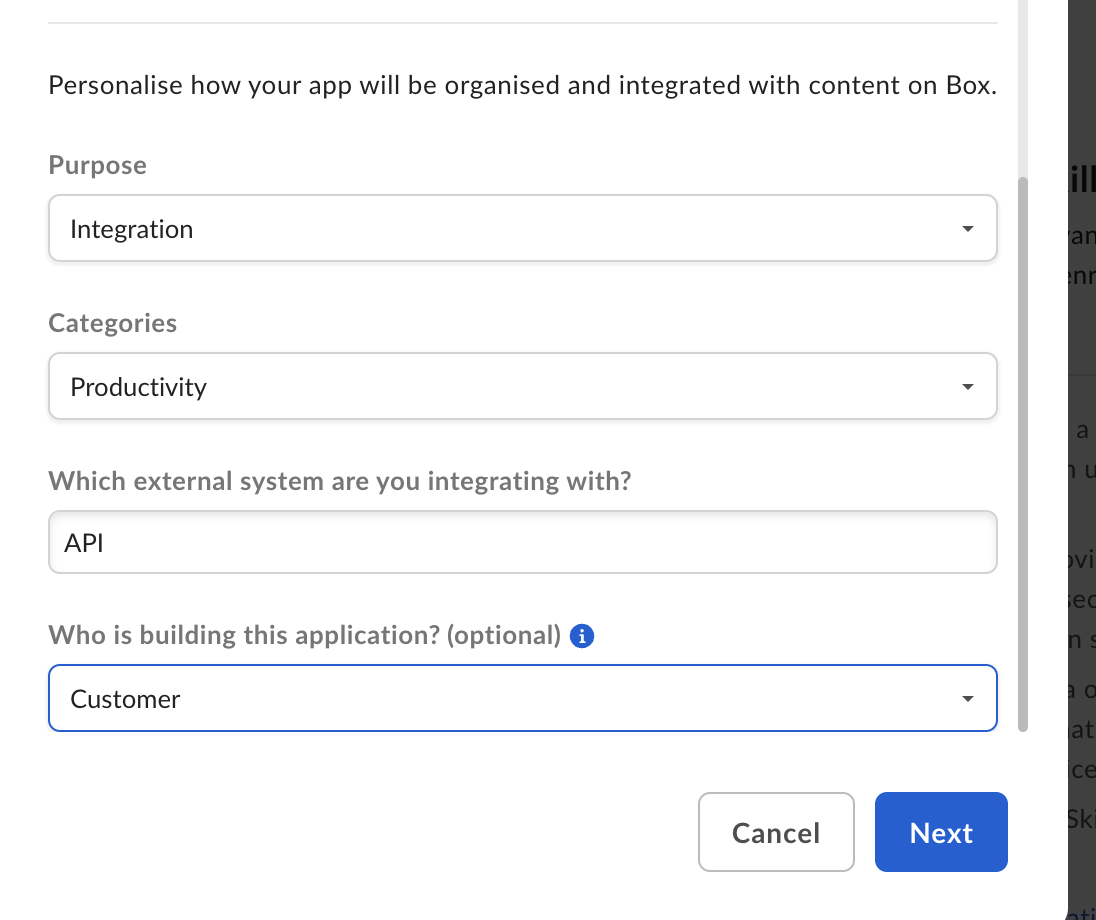 Personalise how your app will be organised and integrated with content on Box.
Purpose
Integration
Categories
Productivity
Which external system are you integrating with?
API
Who is building this application? (optional)
Customer
Cancel
Next